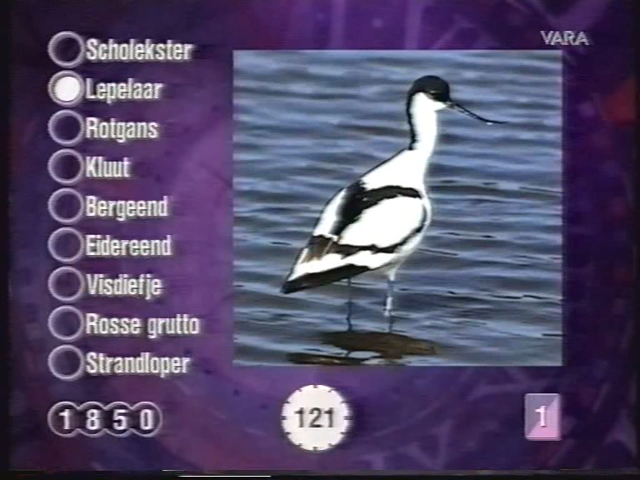 VARA
Scholekster
Lepelaar
Rotgans
Kluut
Bergeend
Eidereend
Visdiefje
Rosse grutto
Strandloper
1850
121
1